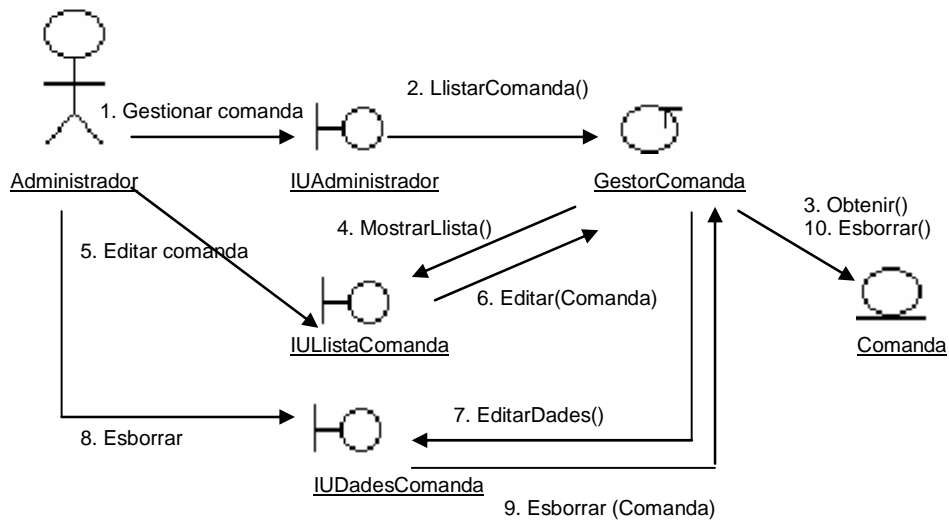 2. LlistarComanda()
1. Gestionar comanda
Administrador
IUAdministrador
GestorComanda
3. Obtenir()
10. Esborrar()
4. MostrarLlista()
5. Editar comanda
6. Editar(Comanda)
IULlistaComanda
Comanda
7. EditarDades()
8. Esborrar
IUDadesComanda
9. Esborrar (Comanda)